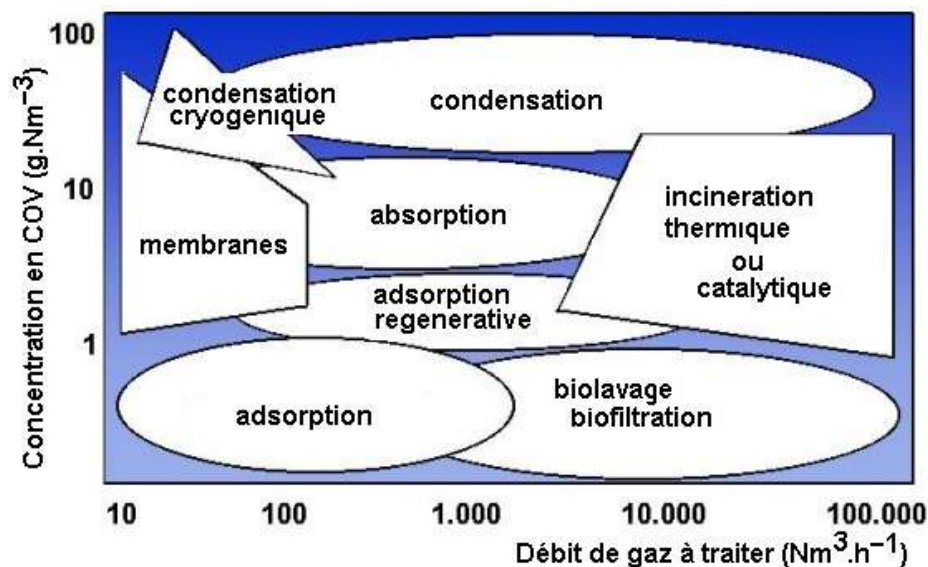 Concentration en COV (g.Nm⁻³)
100
10
1
condensation
cryogenique
condensation
absorption
membranes
incineration
thermique
ou
catalytique
adsorption
regenerative
adsorption
biolavage
biofiltration
10
100
1.000
10.000
100.000
Débit de gaz à traiter (Nm³.h⁻¹)